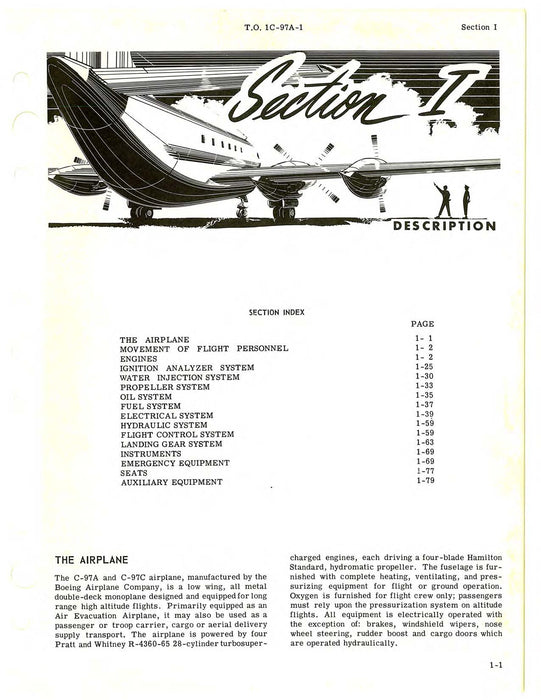 T.O. 1C-97A-1
Section I
Section I
DESCRIPTION
SECTION INDEX
PAGE
THE AIRPLANE 1- 1
MOVEMENT OF FLIGHT PERSONNEL 1- 2
ENGINES 1- 2
IGNITION ANALYZER SYSTEM 1-25
WATER INJECTION SYSTEM 1-30
PROPELLER SYSTEM 1-33
OIL SYSTEM 1-35
FUEL SYSTEM 1-37
ELECTRICAL SYSTEM 1-39
HYDRAULIC SYSTEM 1-59
FLIGHT CONTROL SYSTEM 1-59
LANDING GEAR SYSTEM 1-63
INSTRUMENTS 1-69
EMERGENCY EQUIPMENT 1-69
SEATS 1-77
AUXILIARY EQUIPMENT 1-79
THE AIRPLANE
The C-97A and C-97C airplane, manufactured by the
Boeing Airplane Company, is a low wing, all metal
double-deck monoplane designed and equipped for long
range high altitude flights. Primarily equipped as an
Air Evacuation Airplane, it may also be used as a
passenger or troop carrier, cargo or aerial delivery
supply transport. The airplane is powered by four
Pratt and Whitney R-4360-65 28-cylinder turbosuper-
charged engines, each driving a four-blade Hamilton
Standard, hydromatic propeller. The fuselage is fur-
nished with complete heating, ventilating, and pres-
surizing equipment for flight or ground operation.
Oxygen is furnished for flight crew only; passengers
must rely upon the pressurization system on altitude
flights. All equipment is electrically operated with
the exception of: brakes, windshield wipers, nose
wheel steering, rudder boost and cargo doors which
are operated hydraulically.
1-1